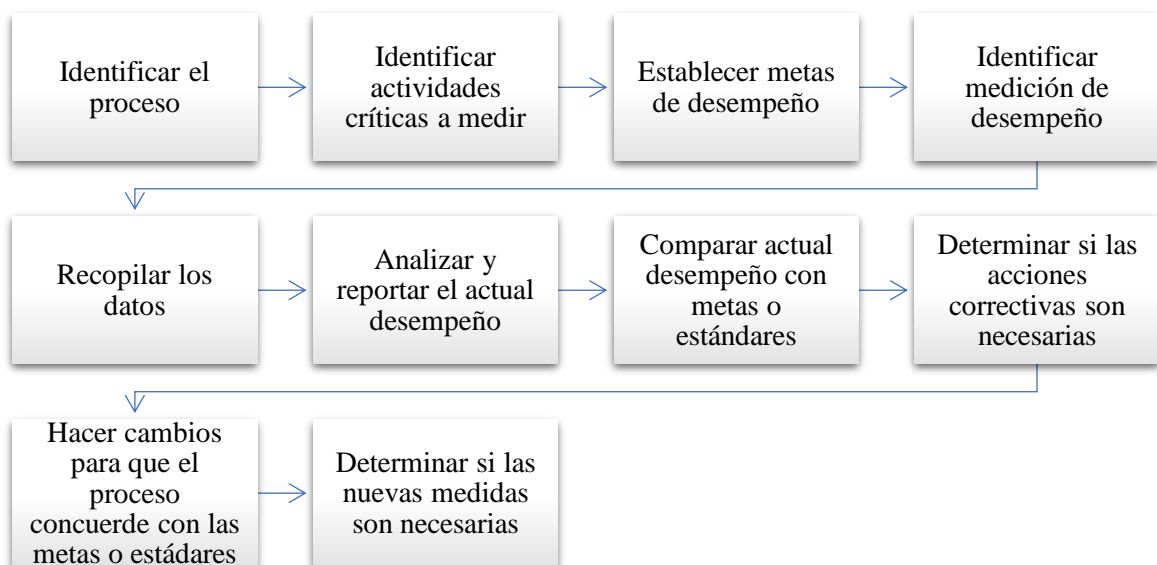 Identificar el
proceso
Identificar
actividades
críticas a medir
Establecer metas
de desempeño
Identificar
medición de
desempeño
Recopilar los
datos
Analizar y
reportar el actual
desempeño
Comparar actual
desempeño con
metas o
estándares
Determinar si las
acciones
correctivas son
necesarias
Hacer cambios
para que el
proceso
concuerde con las
metas o estádares
Determinar si las
nuevas medidas
son necesarias